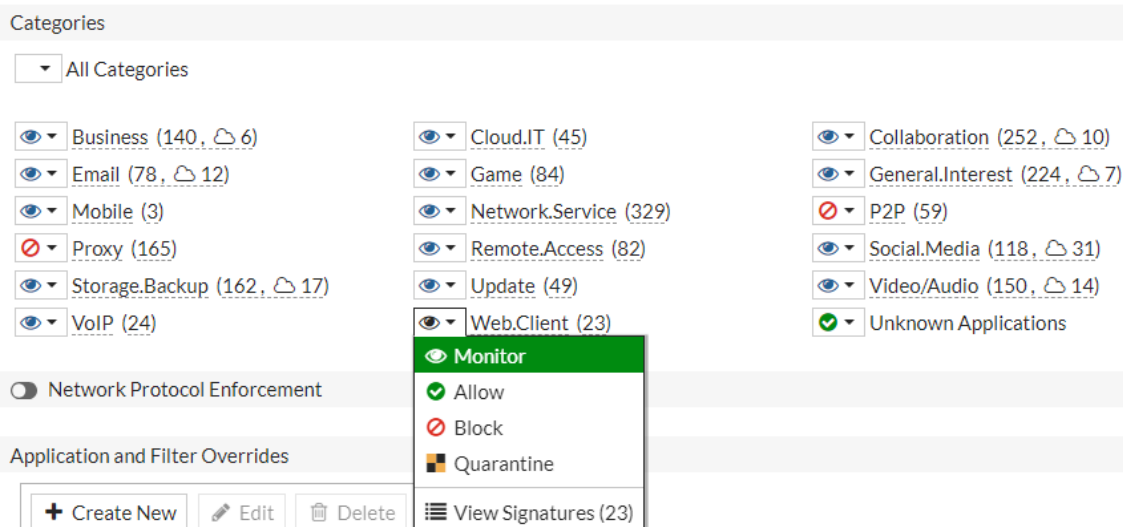 Categories
All Categories
Business (140, 6) Cloud.IT (45) Collaboration (252, 10)
Email (78, 12) Game (84) General.Interest (224, 7)
Mobile (3) Network.Service (329) P2P (59)
Proxy (165) Remote.Access (82) Social.Media (118, 31)
Storage.Backup (162, 17) Update (49) Video/Audio (150, 14)
VoIP (24) Web.Client (23) Unknown Applications
Monitor
Network Protocol Enforcement
Allow
Block
Application and Filter Overrides
Quarantine
Create New Edit Delete
View Signatures (23)